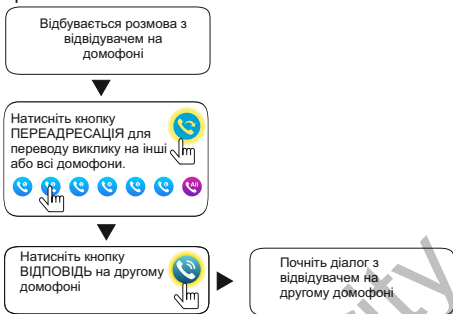 Відбувається розмова з
відвідувачем на
домофоні
Натисніть кнопку
ПЕРЕАДРЕСАЦІЯ для
переводу виклику на інші
або всі домофони.
All
Натисніть кнопку
ВІДПОВІДЬ на другому
домофоні
Почніть діалог з
відвідувачем на
другому домофоні